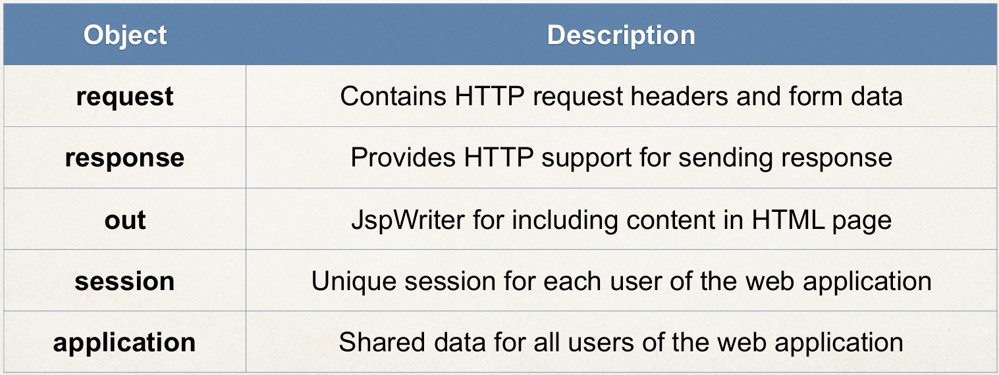 Object Description
request Contains HTTP request headers and form data
response Provides HTTP support for sending response
out JspWriter for including content in HTML page
session Unique session for each user of the web application
application Shared data for all users of the web application